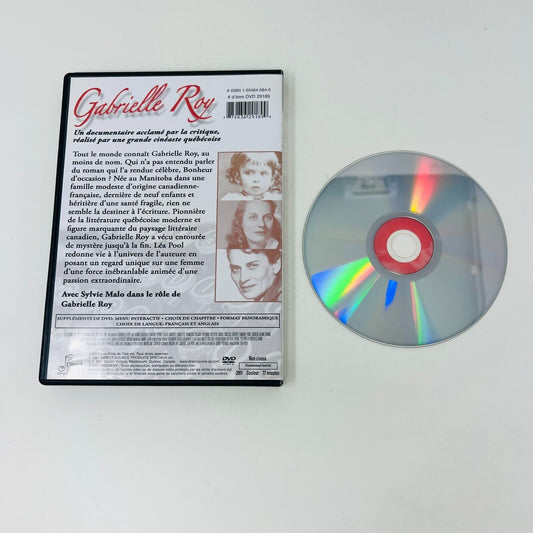 Gabrielle Roy
# ISBN 1-55484-584-0
# d'item DVD 29189
Un documentaire acclamé par la critique,
réalisé par une grande cinéaste québécoise
Tout le monde connaît Gabrielle Roy, au
moins de nom. Qui n'a pas entendu parler
du roman qui l'a rendue célèbre, Bonheur
d'occasion ? Née au Manitoba dans une
famille modeste d'origine canadienne-
française, dernière de neuf enfants et
héritière d'une santé fragile, rien ne
semble la destiner à l'écriture. Pionnière
de la littérature québécoise moderne et
figure marquante du paysage littéraire
canadien, Gabrielle Roy a vécu entourée
de mystère jusqu'à la fin. Léa Pool
redonne vie à l'univers de l'auteure en
posant un regard unique sur une femme
d'une force inébranlable animée d'une
passion extraordinaire.
Avec Sylvie Malo dans le rôle de
Gabrielle Roy
SUPPLÉMENTS DE DVD: MENU INTERACTIF • CHOIX DE CHAPITRE • FORMAT PANORAMIQUE
CHOIX DE LANGUE: FRANÇAIS ET ANGLAIS
DVD
Non classé
2001 Couleur 77 minutes